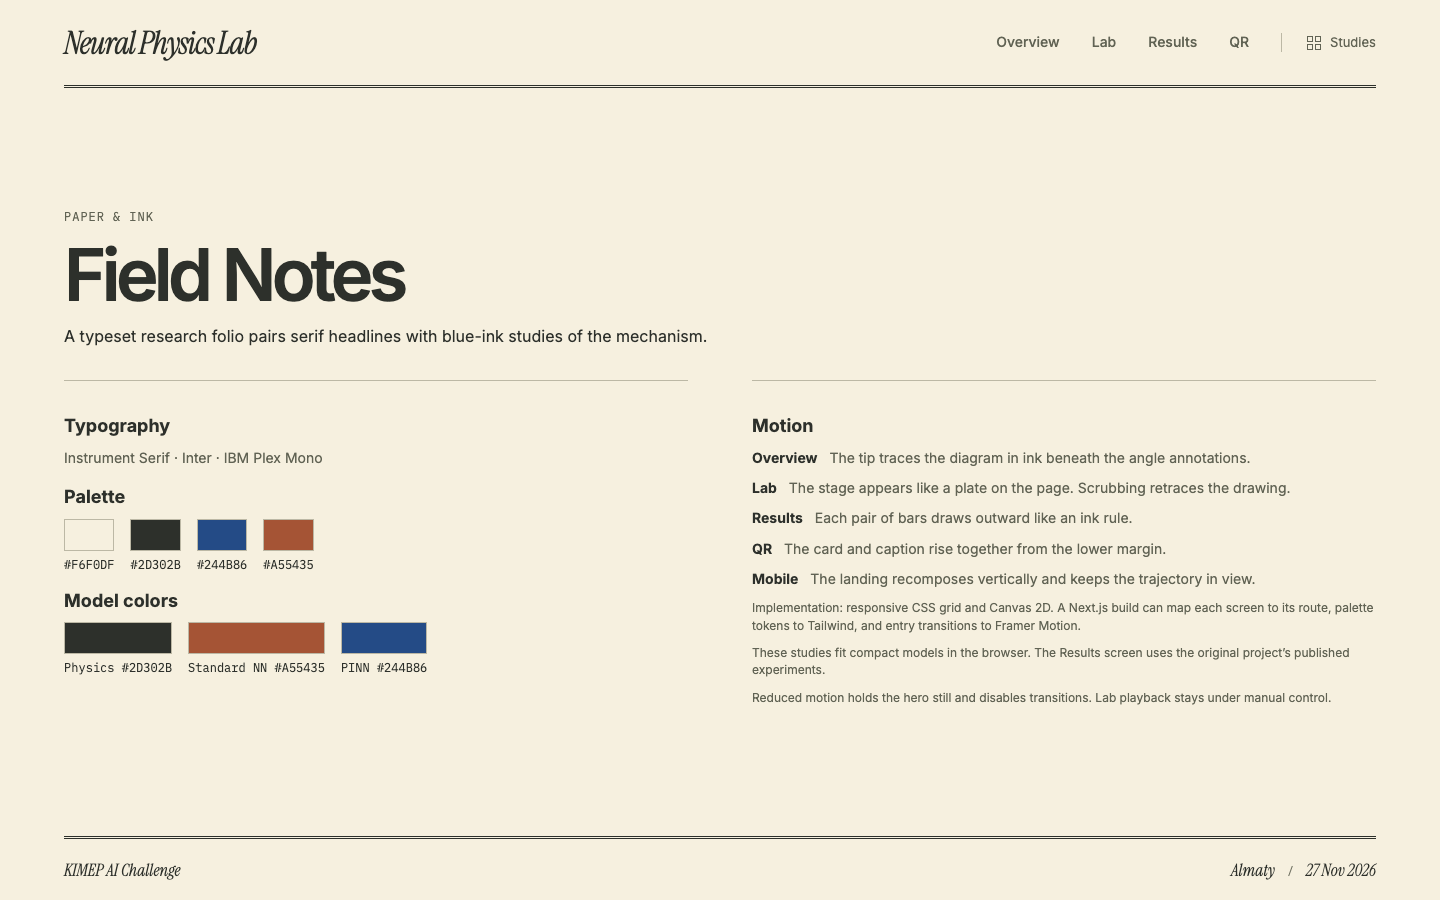 Neural Physics Lab
Overview Lab Results QR Studies
PAPER & INK
Field Notes
A typeset research folio pairs serif headlines with blue-ink studies of the mechanism.
Typography
Instrument Serif · Inter · IBM Plex Mono
Palette
#F6F0DF #2D302B #244B86 #A55435
Model colors
Physics #2D302B Standard NN #A55435 PINN #244B86
Motion
Overview The tip traces the diagram in ink beneath the angle annotations.
Lab The stage appears like a plate on the page. Scrubbing retraces the drawing.
Results Each pair of bars draws outward like an ink rule.
QR The card and caption rise together from the lower margin.
Mobile The landing recomposes vertically and keeps the trajectory in view.
Implementation: responsive CSS grid and Canvas 2D. A Next.js build can map each screen to its route, palette
tokens to Tailwind, and entry transitions to Framer Motion.
These studies fit compact models in the browser. The Results screen uses the original project’s published
experiments.
Reduced motion holds the hero still and disables transitions. Lab playback stays under manual control.
KIMEP AI Challenge
Almaty / 27 Nov 2026